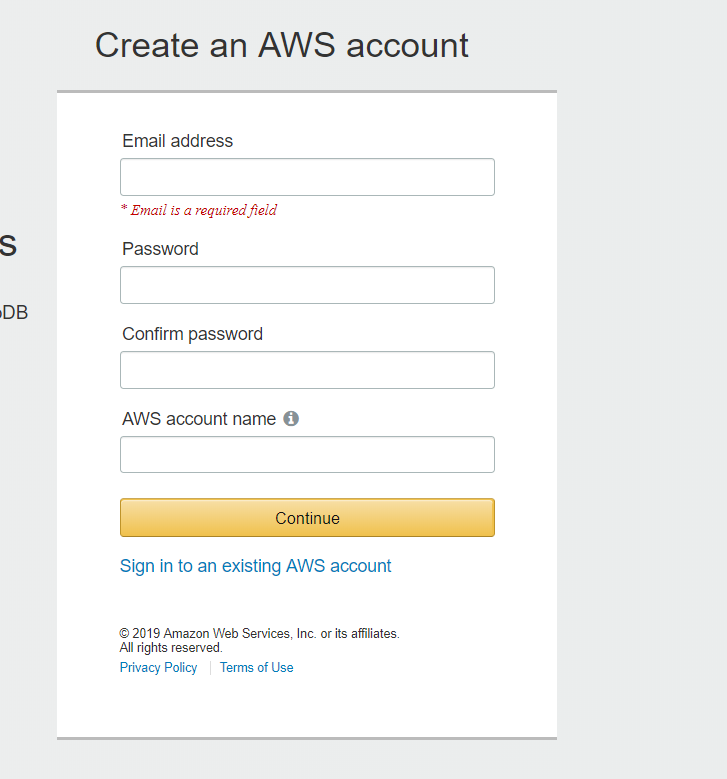 Create an AWS account
Email address
* Email is a required field
s
Password
oDB
Confirm password
AWS account name
Continue
Sign in to an existing AWS account
© 2019 Amazon Web Services, Inc. or its affiliates.
All rights reserved.
Privacy Policy | Terms of Use